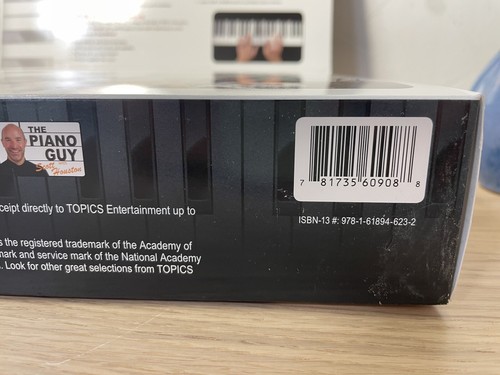 THE
PIANO
GUY
Scott Houston
7 81735 60908 8
ISBN-13 #: 978-1-61894-623-2
ceipt directly to TOPICS Entertainment up to
s the registered trademark of the Academy of
mark and service mark of the National Academy
. Look for other great selections from TOPICS